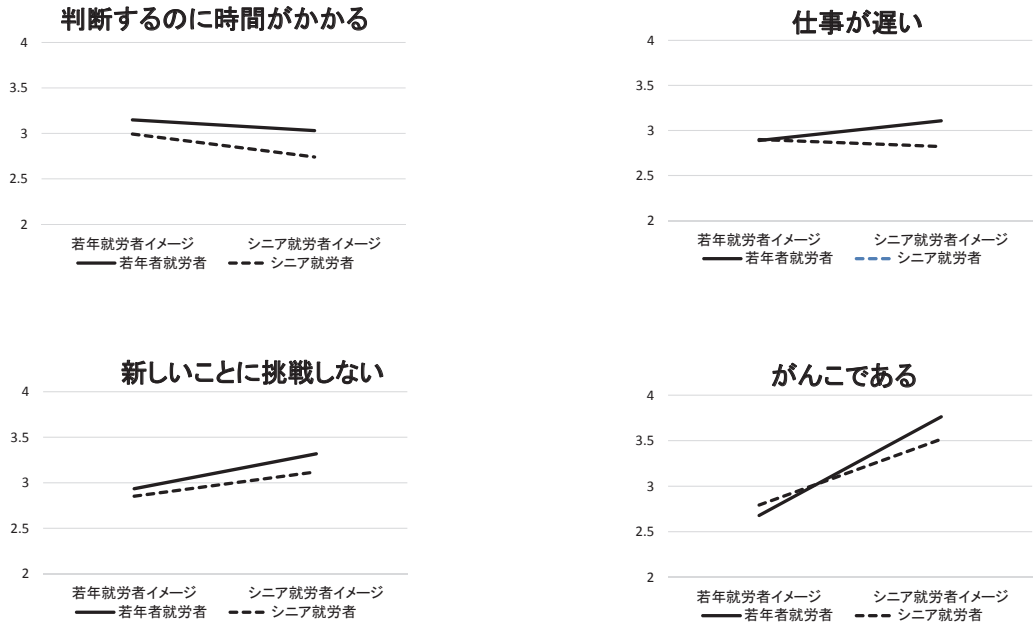 判断するのに時間がかかる
4
3.5
3
2.5
2
若年就労者イメージ シニア就労者イメージ
若年者就労者 シニア就労者
仕事が遅い
4
3.5
3
2.5
2
若年就労者イメージ シニア就労者イメージ
若年者就労者 シニア就労者
新しいことに挑戦しない
4
3.5
3
2.5
2
若年就労者イメージ シニア就労者イメージ
若年者就労者 シニア就労者
がんこである
4
3.5
3
2.5
2
若年就労者イメージ シニア就労者イメージ
若年者就労者 シニア就労者